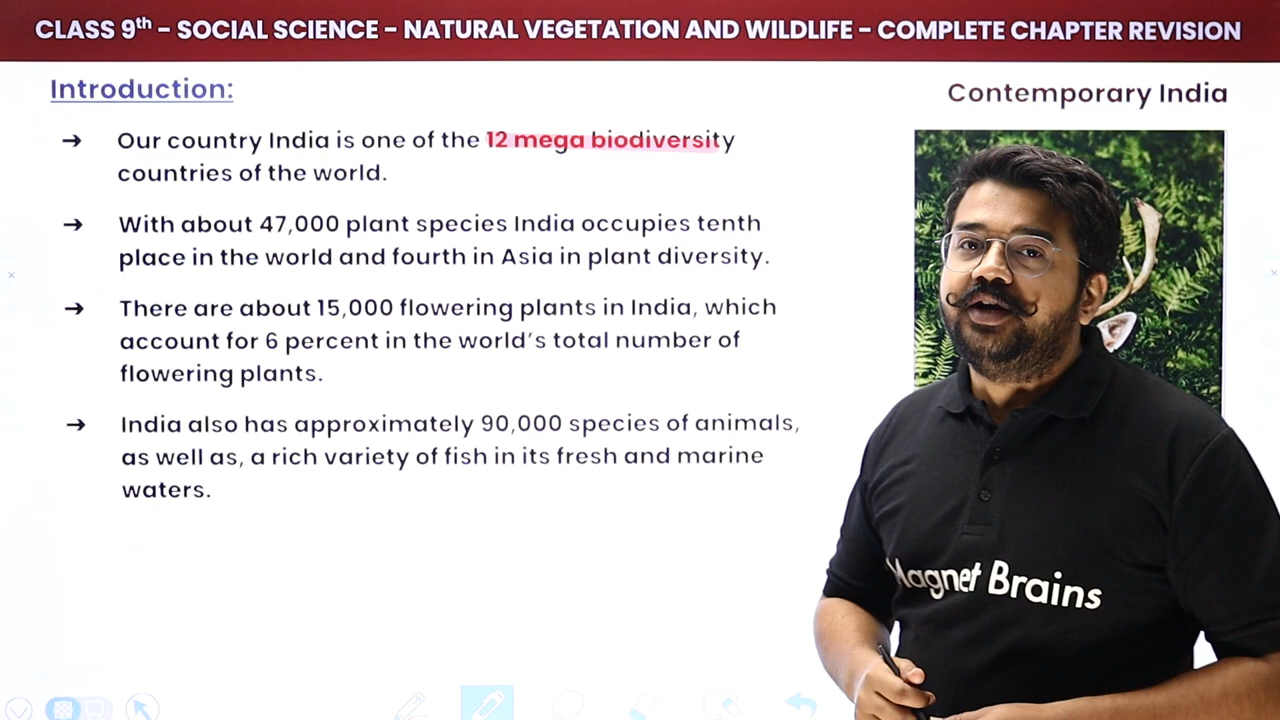 CLASS 9th – SOCIAL SCIENCE – NATURAL VEGETATION AND WILDLIFE – COMPLETE CHAPTER REVISION
Introduction:
Contemporary India
➔ Our country India is one of the 12 mega biodiversity
countries of the world.
➔ With about 47,000 plant species India occupies tenth
place in the world and fourth in Asia in plant diversity.
➔ There are about 15,000 flowering plants in India, which
account for 6 percent in the world’s total number of
flowering plants.
➔ India also has approximately 90,000 species of animals,
as well as, a rich variety of fish in its fresh and marine
waters.
Magnet Brains